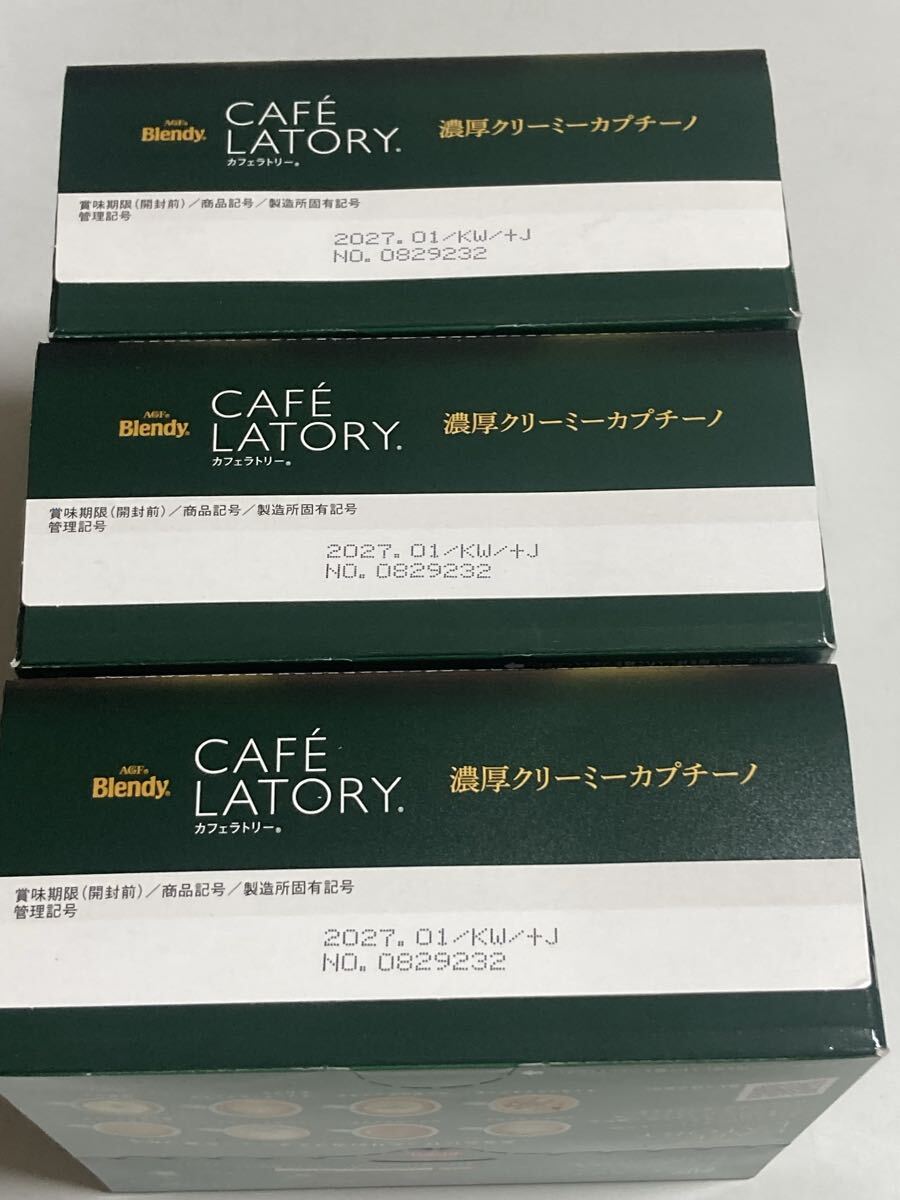 AGF®
Blendy®
CAFÉ
LATORY®
カフェラトリー®
濃厚クリーミーカプチーノ
賞味期限(開封前)/商品記号/製造所固有記号
管理記号
2027.01/KW/+J
NO.0829232
AGF®
Blendy®
CAFÉ
LATORY®
カフェラトリー®
濃厚クリーミーカプチーノ
賞味期限(開封前)/商品記号/製造所固有記号
管理記号
2027.01/KW/+J
NO.0829232
AGF®
Blendy®
CAFÉ
LATORY®
カフェラトリー®
濃厚クリーミーカプチーノ
賞味期限(開封前)/商品記号/製造所固有記号
管理記号
2027.01/KW/+J
NO.0829232